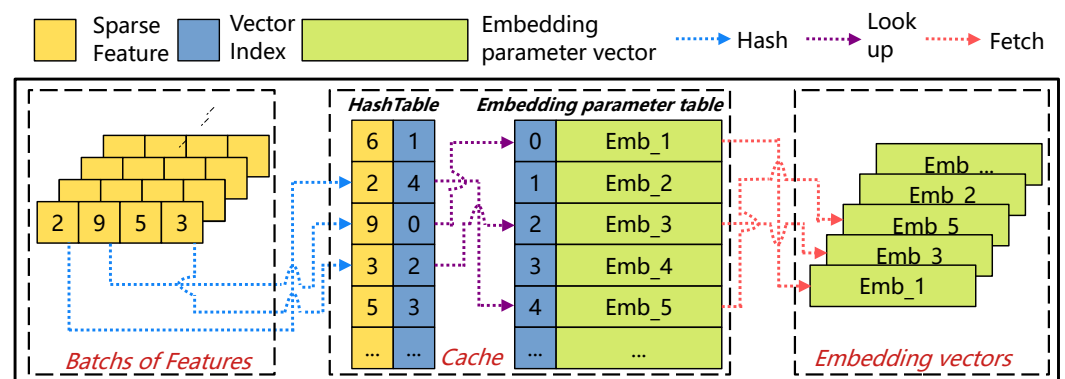 Sparse Feature
Vector Index
Embedding parameter vector
Hash
Look up
Fetch
HashTable
Embedding parameter table
6 1 0 Emb_1
2 4 1 Emb_2
9 0 2 Emb_3
3 2 3 Emb_4
5 3 4 Emb_5
... ... ... ...
2 9 5 3
Emb_...
Emb_2
Emb_5
Emb_3
Emb_1
Batchs of Features
Cache
Embedding vectors